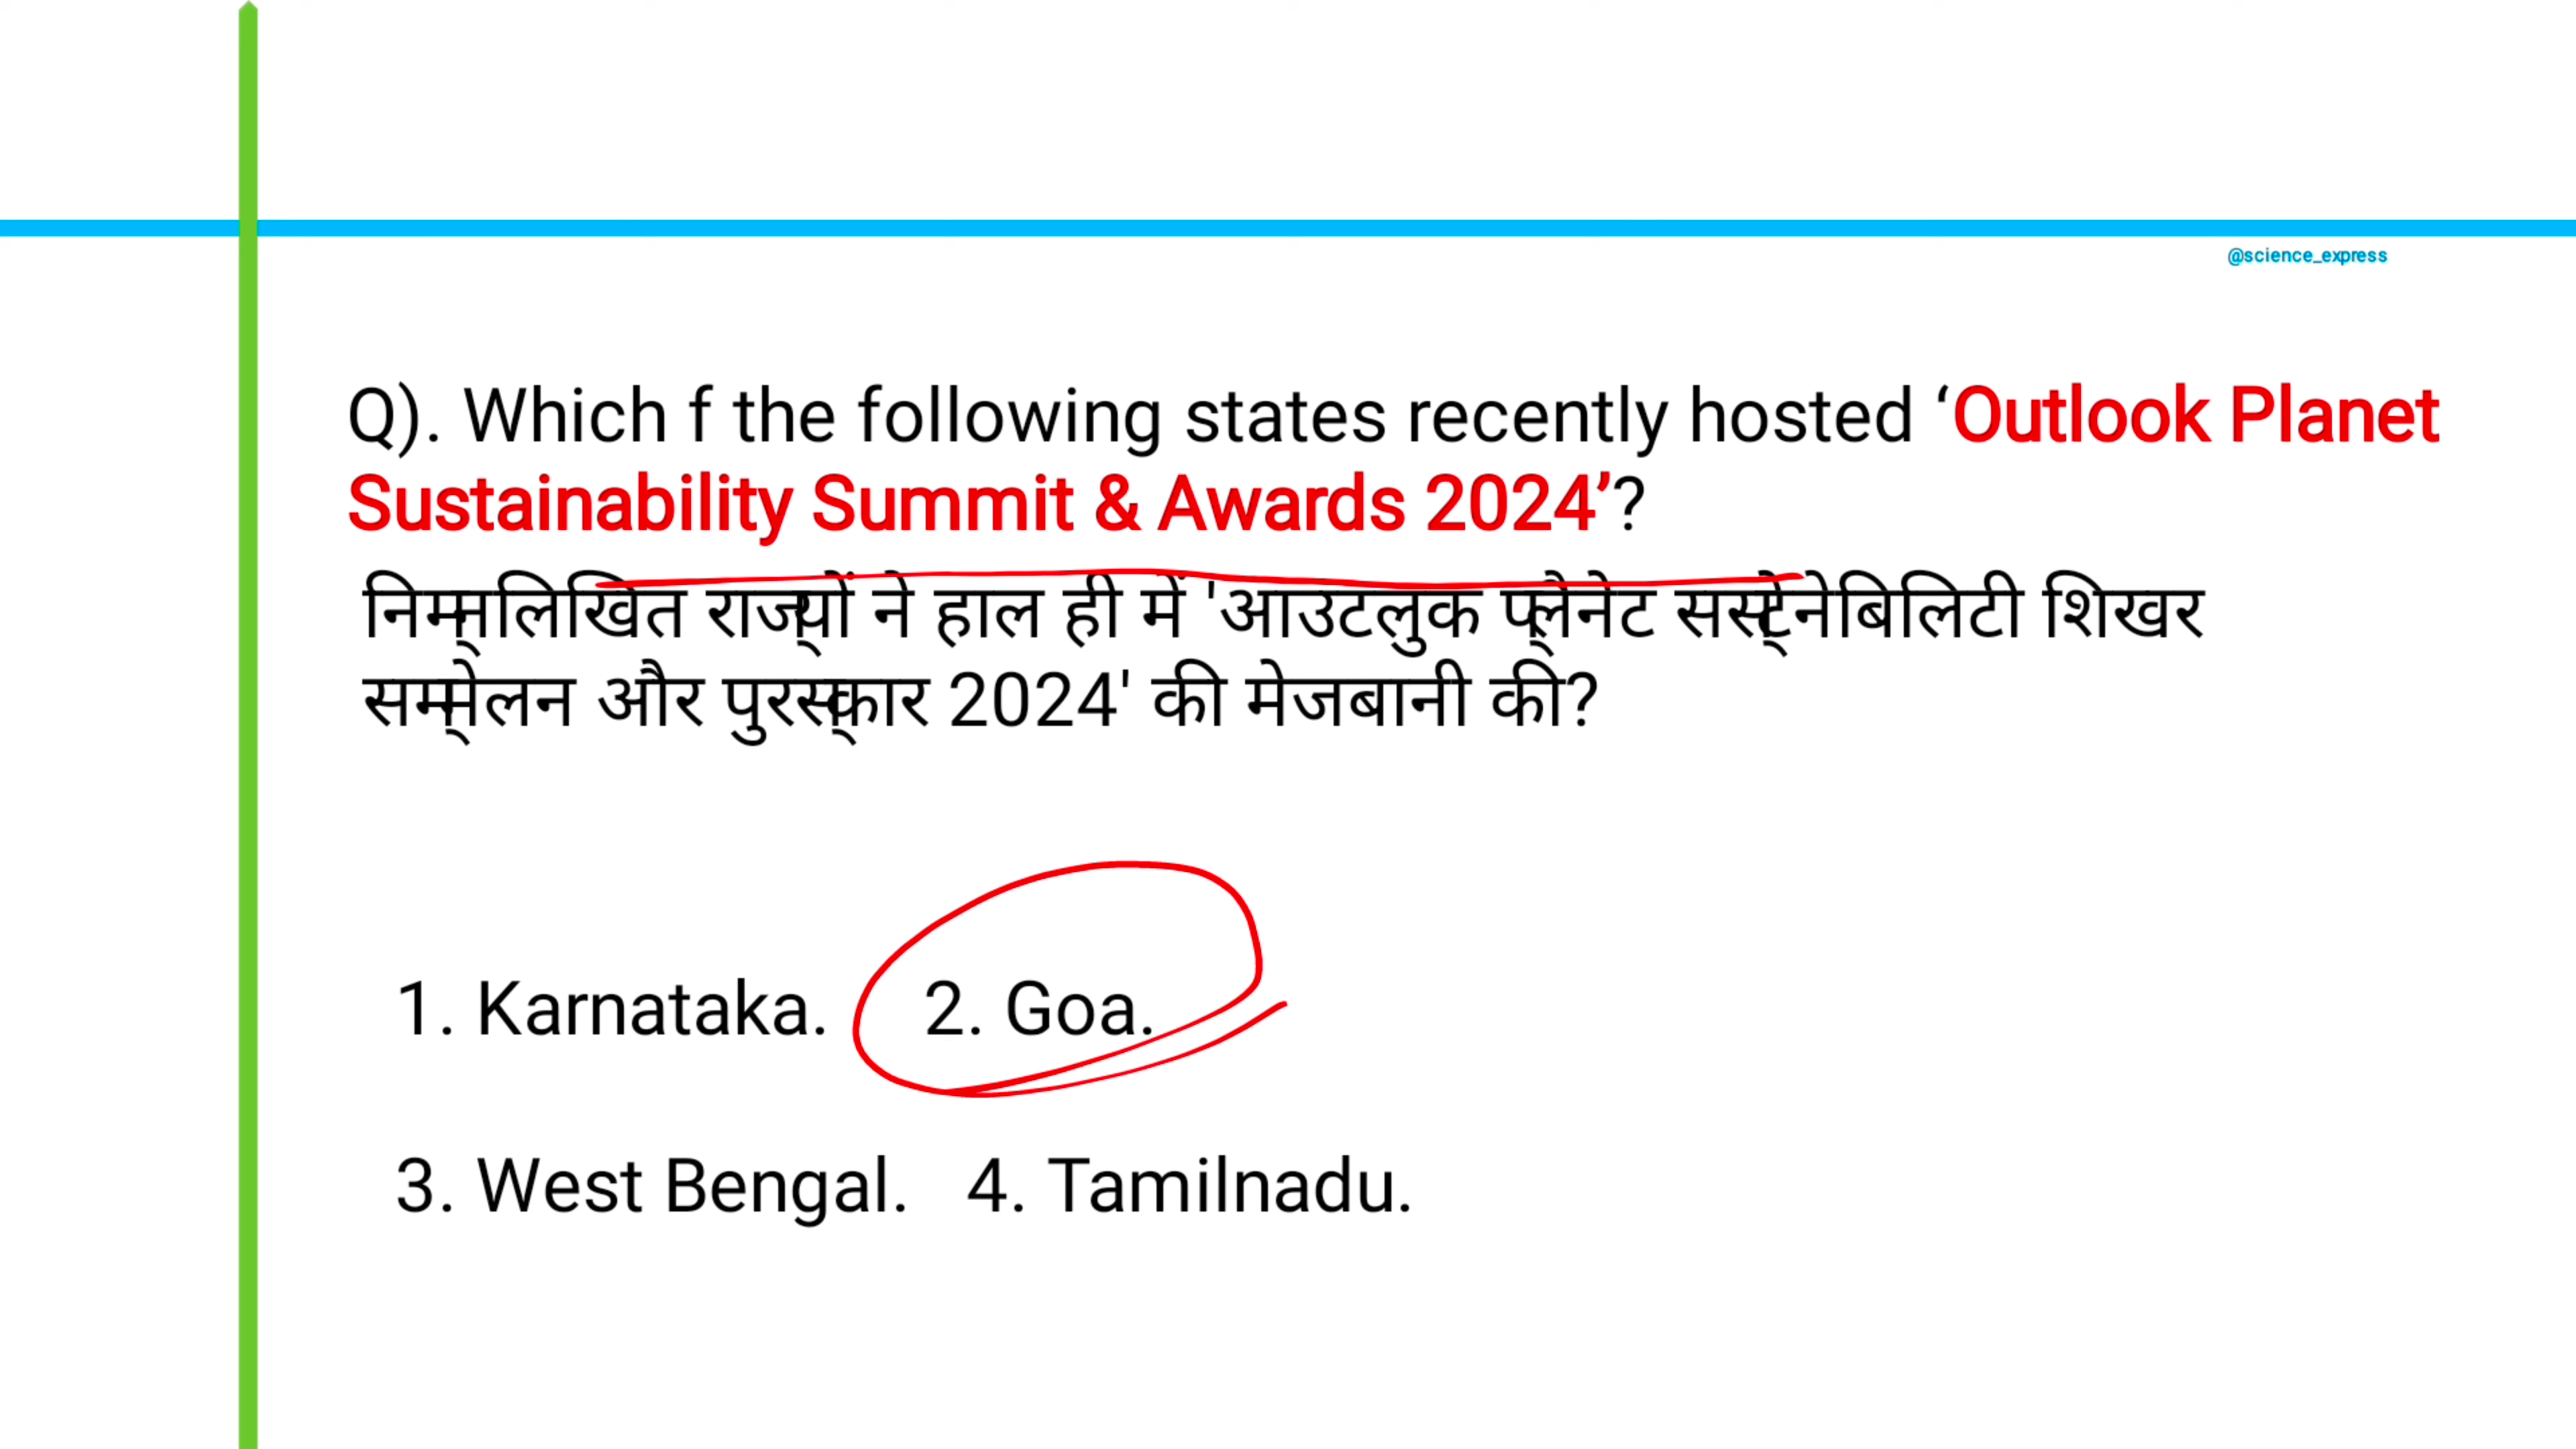 @science_express
Q). Which f the following states recently hosted ‘Outlook Planet
Sustainability Summit & Awards 2024’?
निम्नलिखित राज्यों ने हाल ही में 'आउटलुक प्लैनेट सस्टेनेबिलिटी शिखर
सम्मेलन और पुरस्कार 2024' की मेजबानी की?
1. Karnataka. 2. Goa.
3. West Bengal. 4. Tamilnadu.